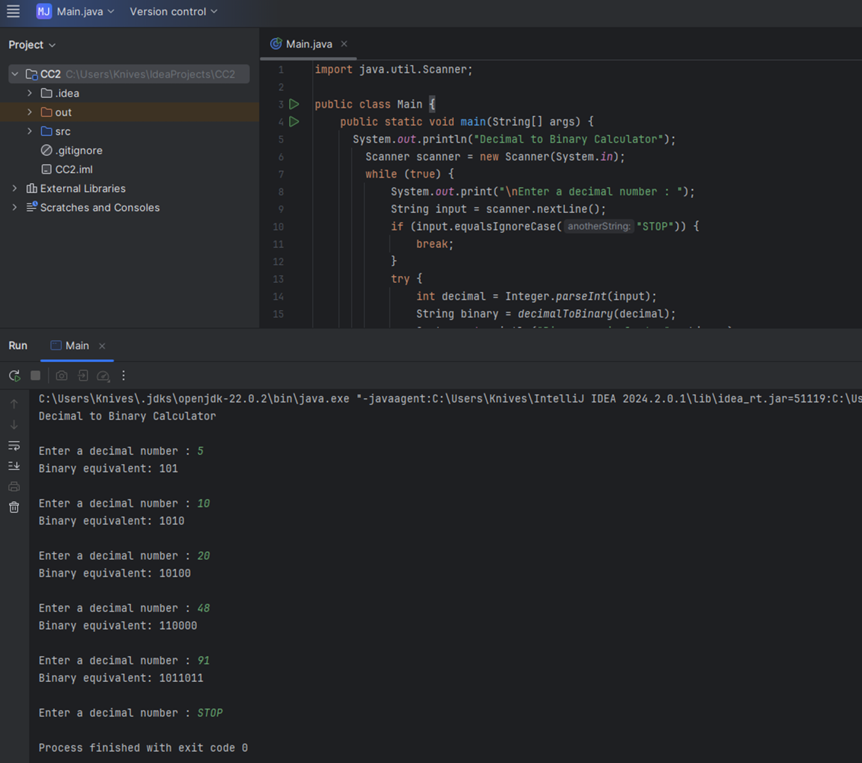 MJ Main.java Version control
Project
Main.java
CC2 C:\Users\Knives\IdeaProjects\CC2
.idea
out
src
.gitignore
CC2.iml
External Libraries
Scratches and Consoles
1 import java.util.Scanner;
2
3 public class Main {
4 public static void main(String[] args) {
5 System.out.println("Decimal to Binary Calculator");
6 Scanner scanner = new Scanner(System.in);
7 while (true) {
8 System.out.print("\nEnter a decimal number : ");
9 String input = scanner.nextLine();
10 if (input.equalsIgnoreCase( anotherString: "STOP")) {
11 break;
12 }
13 try {
14 int decimal = Integer.parseInt(input);
15 String binary = decimalToBinary(decimal);
Run Main
C:\Users\Knives\.jdks\openjdk-22.0.2\bin\java.exe "-javaagent:C:\Users\Knives\IntelliJ IDEA 2024.2.0.1\lib\idea_rt.jar=51119:C:\Us
Decimal to Binary Calculator
Enter a decimal number : 5
Binary equivalent: 101
Enter a decimal number : 10
Binary equivalent: 1010
Enter a decimal number : 20
Binary equivalent: 10100
Enter a decimal number : 48
Binary equivalent: 110000
Enter a decimal number : 91
Binary equivalent: 1011011
Enter a decimal number : STOP
Process finished with exit code 0